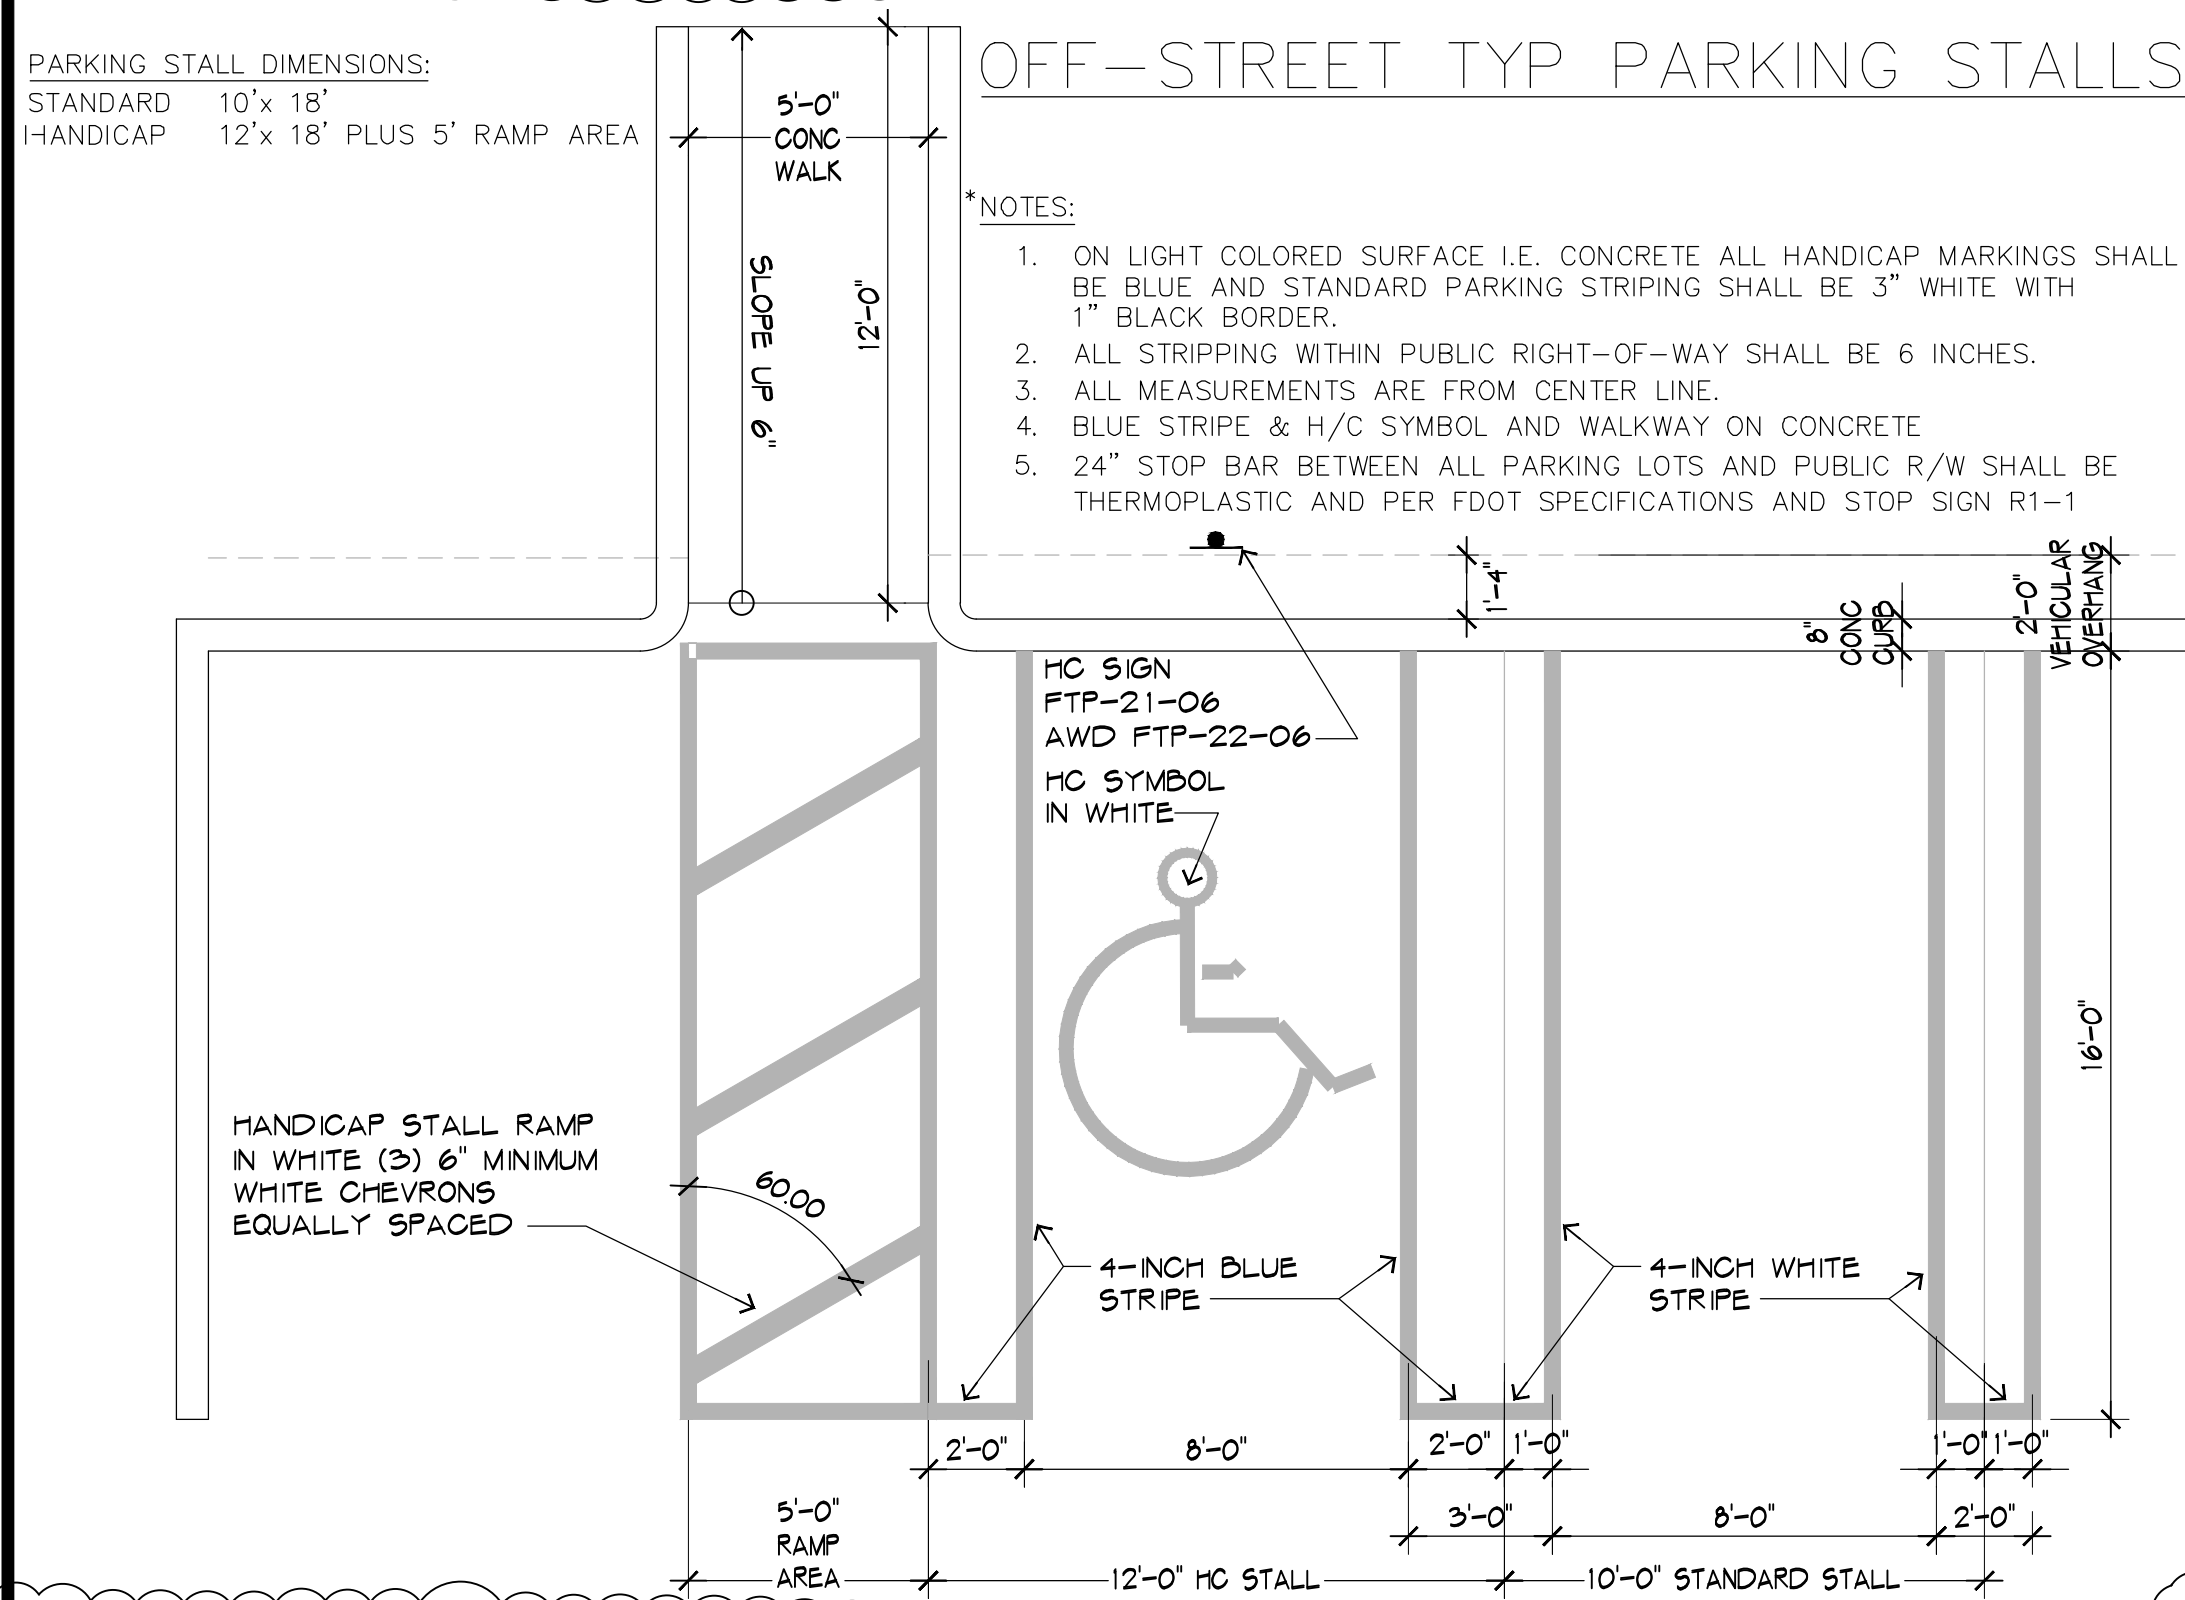 OFF-STREET TYP PARKING STALLS
PARKING STALL DIMENSIONS:
STANDARD 10'x 18'
HANDICAP 12'x 18' PLUS 5' RAMP AREA
5'-0"
CONC
WALK
SLOPE UP 6"
12'-0"
*NOTES:
1. ON LIGHT COLORED SURFACE I.E. CONCRETE ALL HANDICAP MARKINGS SHALL
BE BLUE AND STANDARD PARKING STRIPING SHALL BE 3" WHITE WITH
1" BLACK BORDER.
2. ALL STRIPPING WITHIN PUBLIC RIGHT-OF-WAY SHALL BE 6 INCHES.
3. ALL MEASUREMENTS ARE FROM CENTER LINE.
4. BLUE STRIPE & H/C SYMBOL AND WALKWAY ON CONCRETE
5. 24" STOP BAR BETWEEN ALL PARKING LOTS AND PUBLIC R/W SHALL BE
THERMOPLASTIC AND PER FDOT SPECIFICATIONS AND STOP SIGN R1-1
1'-4"
8"
CONC
CURB
2'-0"
VEHICULAR
OVERHANG
HC SIGN
FTP-21-06
AWD FTP-22-06
HC SYMBOL
IN WHITE
16'-0"
HANDICAP STALL RAMP
IN WHITE (3) 6" MINIMUM
WHITE CHEVRONS
EQUALLY SPACED
60.00
4-INCH BLUE
STRIPE
4-INCH WHITE
STRIPE
2'-0"
8'-0"
2'-0"
1'-0"
1'-0"
1'-0"
3'-0"
8'-0"
2'-0"
5'-0"
RAMP
AREA
12'-0" HC STALL
10'-0" STANDARD STALL